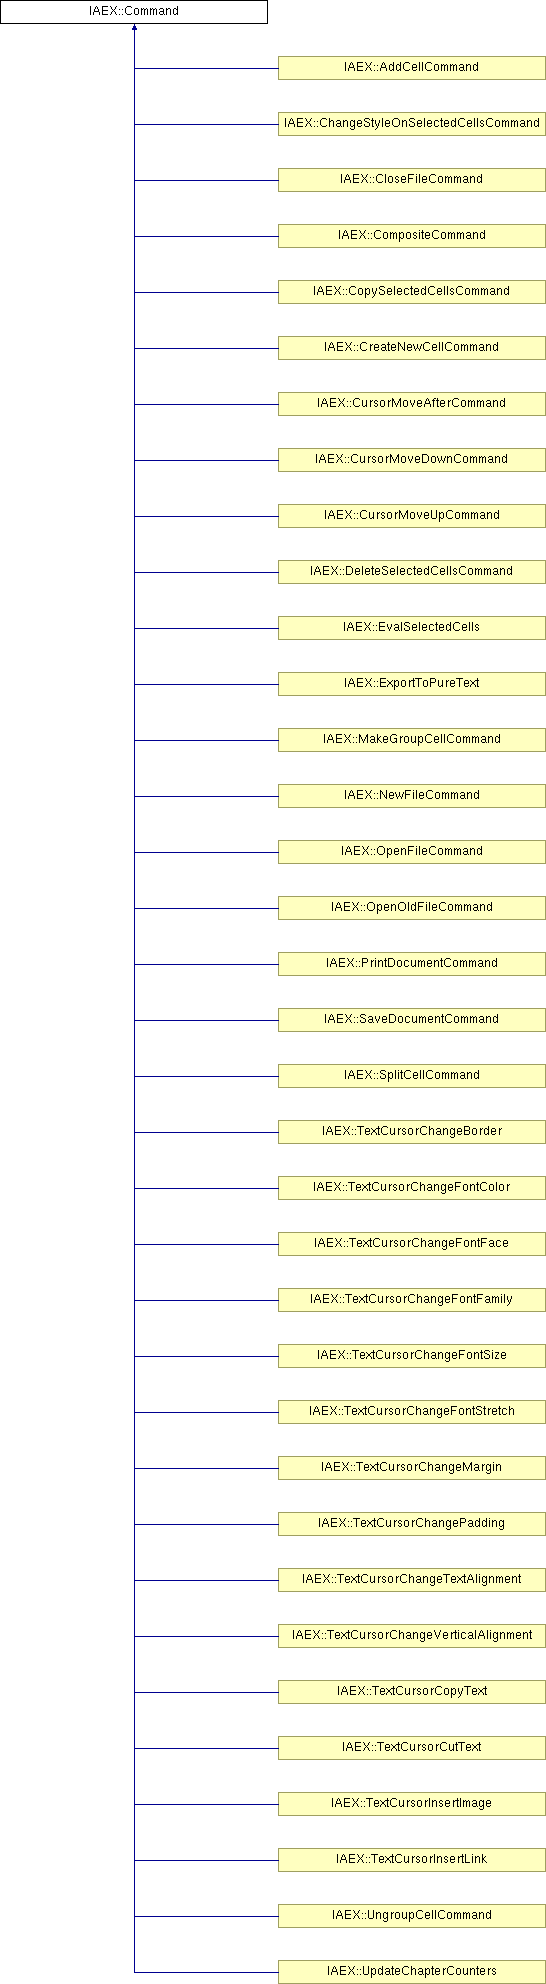 IAEX::Command
IAEX::AddCellCommand
IAEX::ChangeStyleOnSelectedCellsCommand
IAEX::CloseFileCommand
IAEX::CompositeCommand
IAEX::CopySelectedCellsCommand
IAEX::CreateNewCellCommand
IAEX::CursorMoveAfterCommand
IAEX::CursorMoveDownCommand
IAEX::CursorMoveUpCommand
IAEX::DeleteSelectedCellsCommand
IAEX::EvalSelectedCells
IAEX::ExportToPureText
IAEX::MakeGroupCellCommand
IAEX::NewFileCommand
IAEX::OpenFileCommand
IAEX::OpenOldFileCommand
IAEX::PrintDocumentCommand
IAEX::SaveDocumentCommand
IAEX::SplitCellCommand
IAEX::TextCursorChangeBorder
IAEX::TextCursorChangeFontColor
IAEX::TextCursorChangeFontFace
IAEX::TextCursorChangeFontFamily
IAEX::TextCursorChangeFontSize
IAEX::TextCursorChangeFontStretch
IAEX::TextCursorChangeMargin
IAEX::TextCursorChangePadding
IAEX::TextCursorChangeTextAlignment
IAEX::TextCursorChangeVerticalAlignment
IAEX::TextCursorCopyText
IAEX::TextCursorCutText
IAEX::TextCursorInsertImage
IAEX::TextCursorInsertLink
IAEX::UngroupCellCommand
IAEX::UpdateChapterCounters